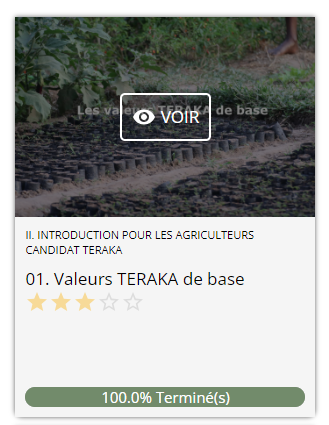 Les valeurs TERAKA de base
VOIR
II. INTRODUCTION POUR LES AGRICULTEURS
CANDIDAT TERAKA
01. Valeurs TERAKA de base
100.0% Terminé(s)